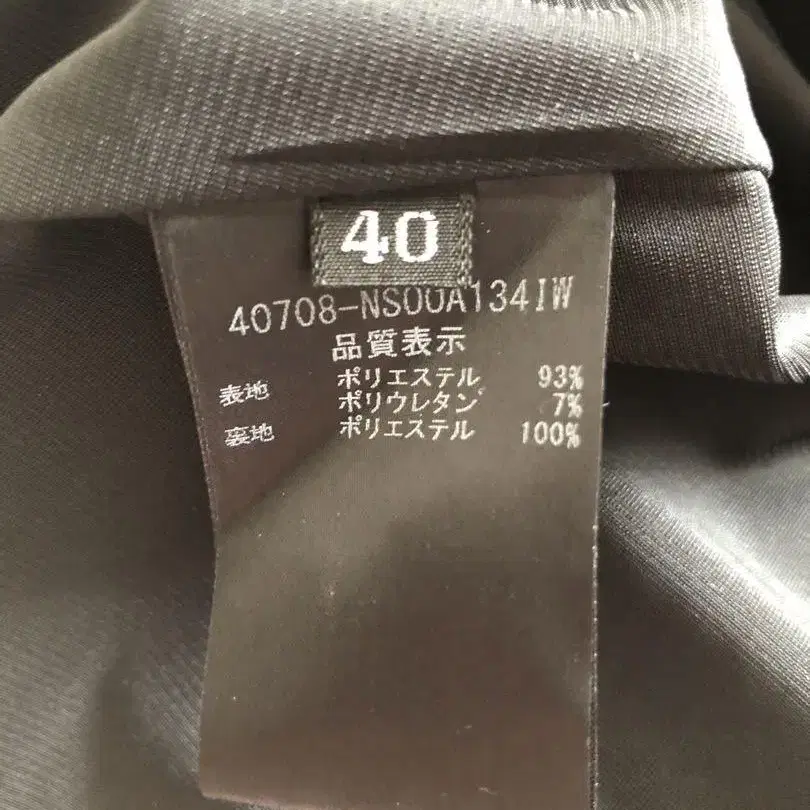 40
40708-NS00A134IW
品質表示
表地 ポリエステル 93%
ポリウレタン 7%
裏地 ポリエステル 100%